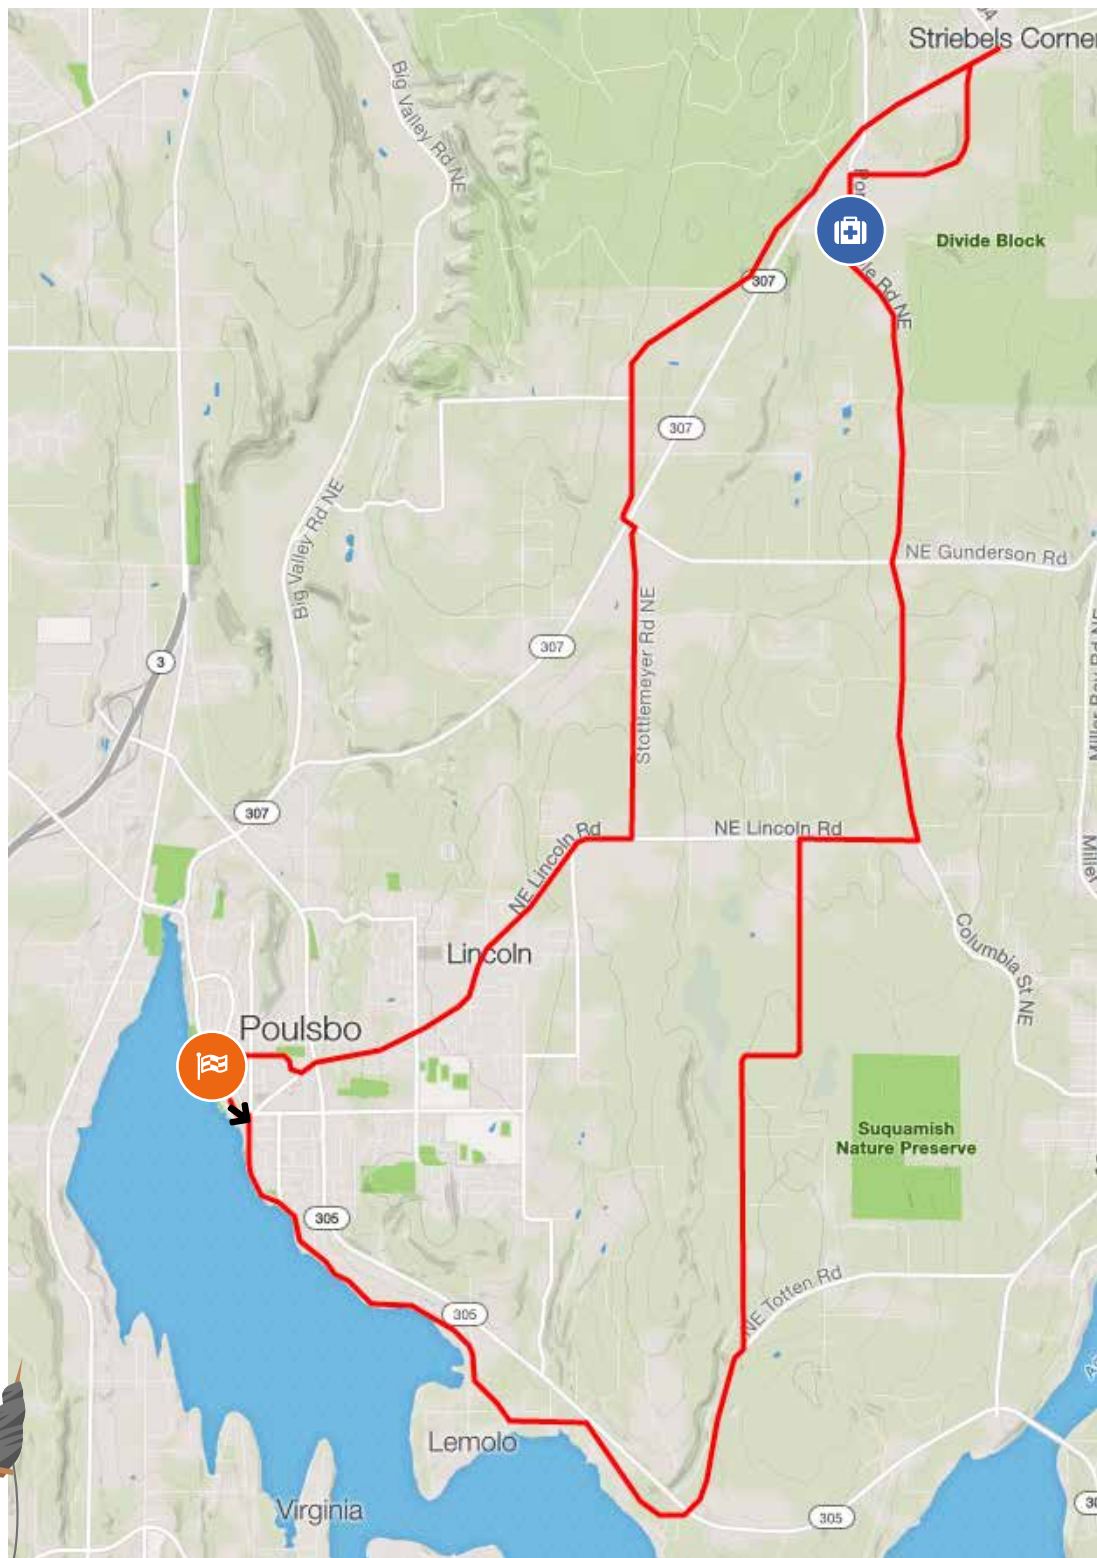 Striebels Corner
Big Valley Rd NE
Divide Block
307
307
NE Gunderson Rd
Big Valley Rd NE
307
3
Stottlemeyer Rd NE
307
NE Lincoln Rd
NE Lincoln Rd
Miller
Lincoln
Columbia St NE
Poulsbo
Suquamish
Nature Preserve
305
NE Totten Rd
305
Lemolo
Virginia
305